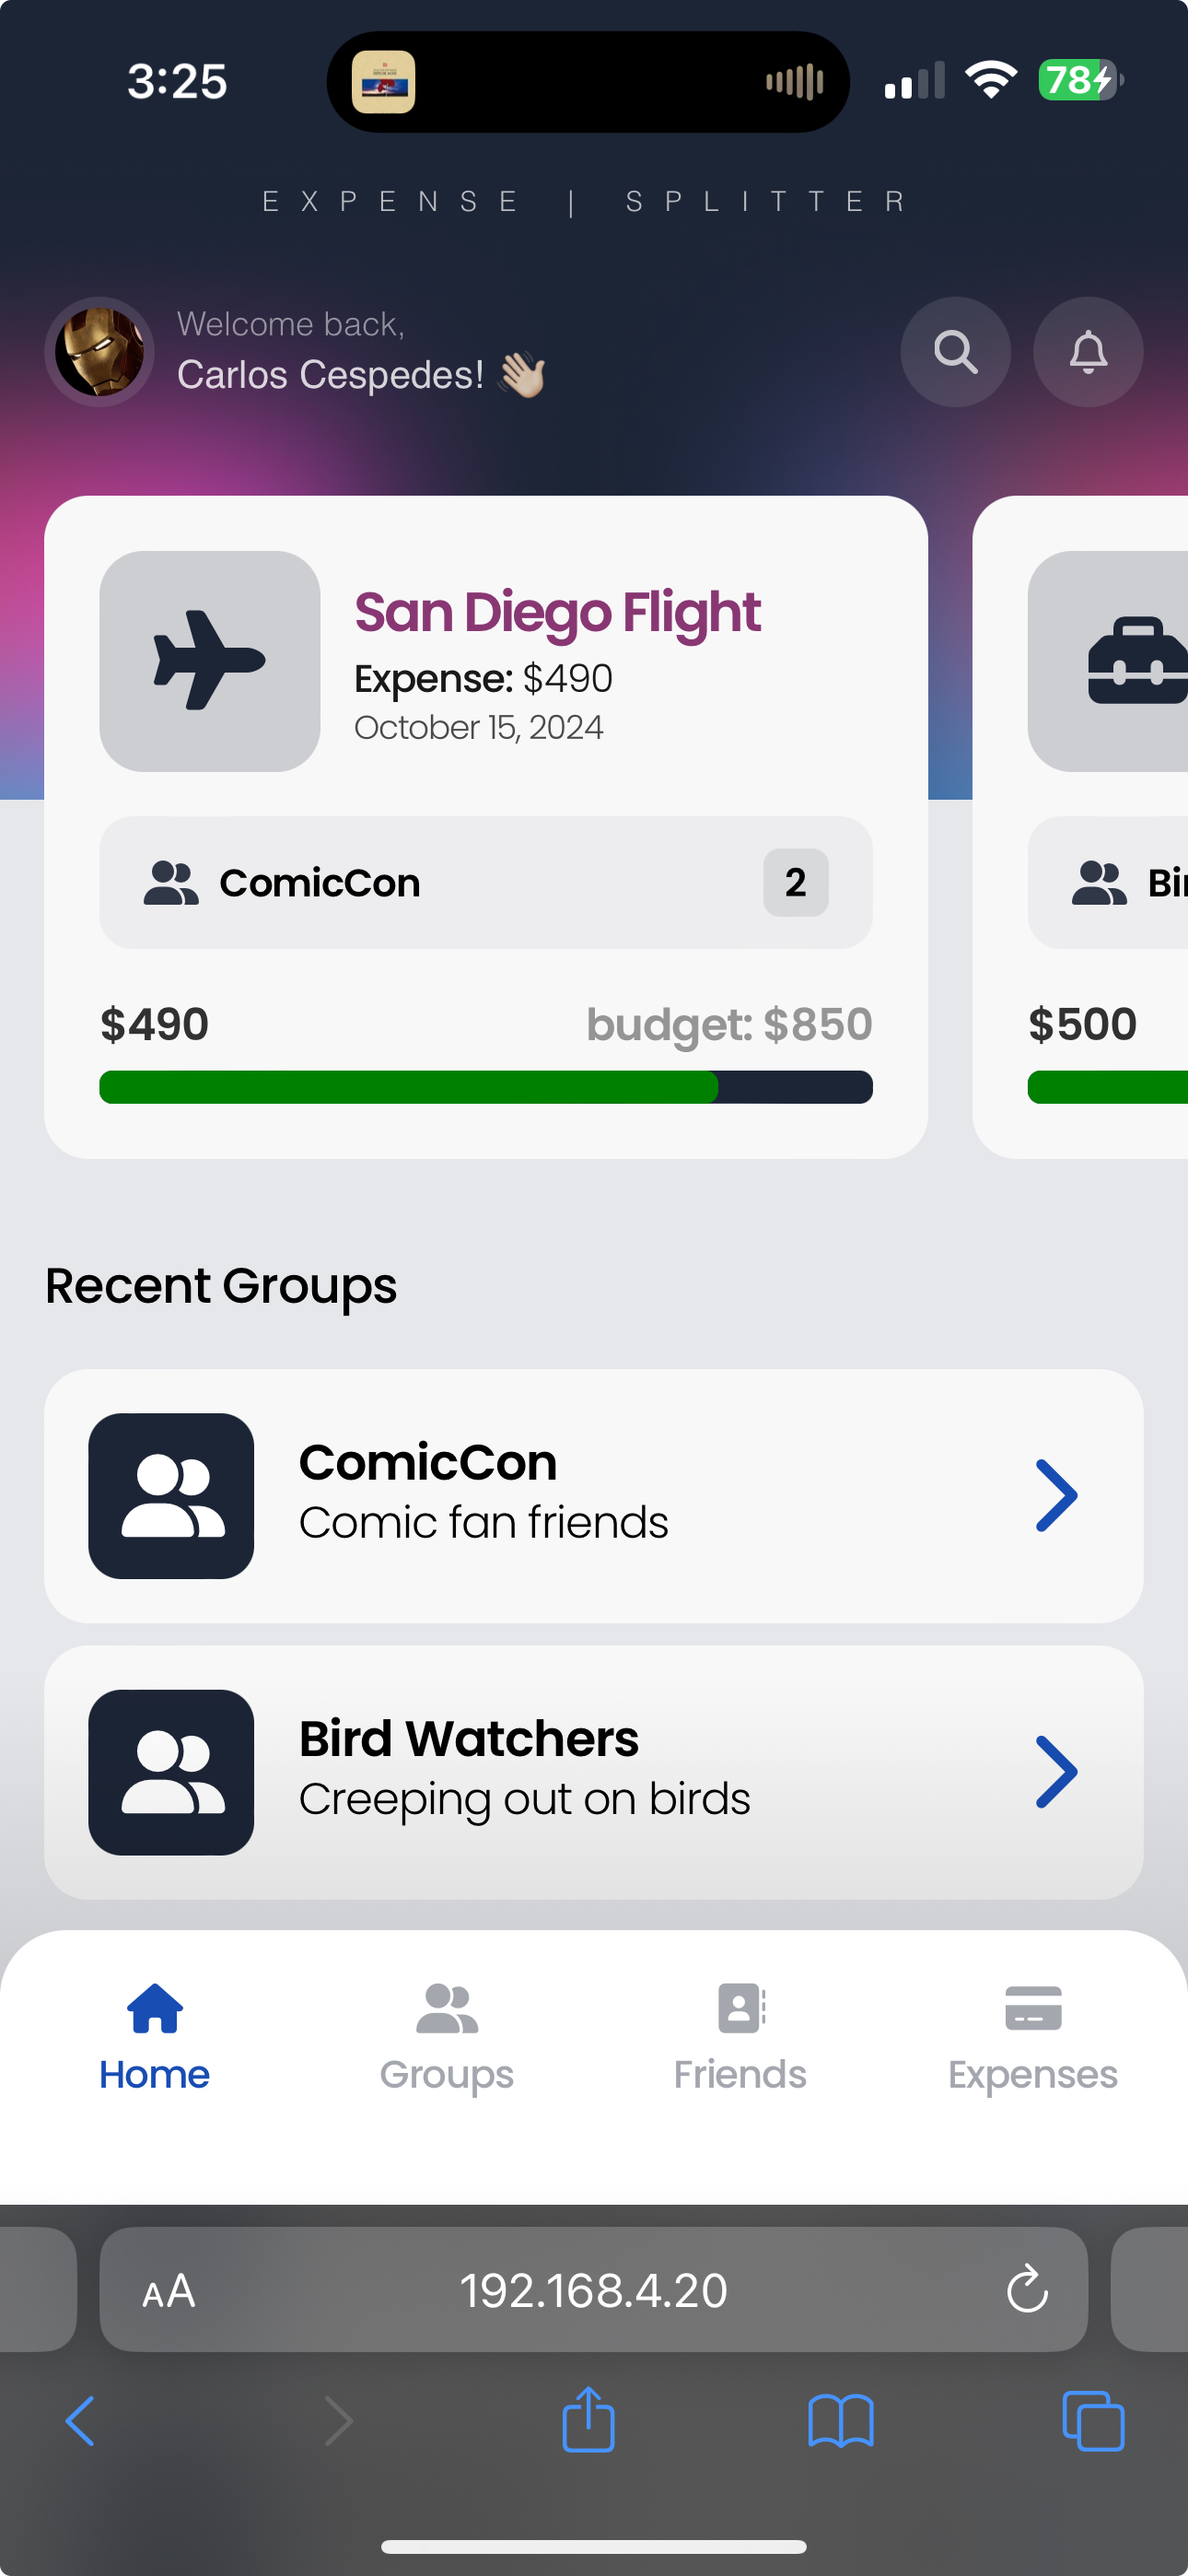 3:25
78
EXPENSE | SPLITTER
Welcome back,
Carlos Cespedes! 👋🏼
San Diego Flight
Expense: $490
October 15, 2024
ComicCon
2
Bir
$490
budget: $850
$500
Recent Groups
ComicCon
Comic fan friends
Bird Watchers
Creeping out on birds
Home
Groups
Friends
Expenses
AA
192.168.4.20